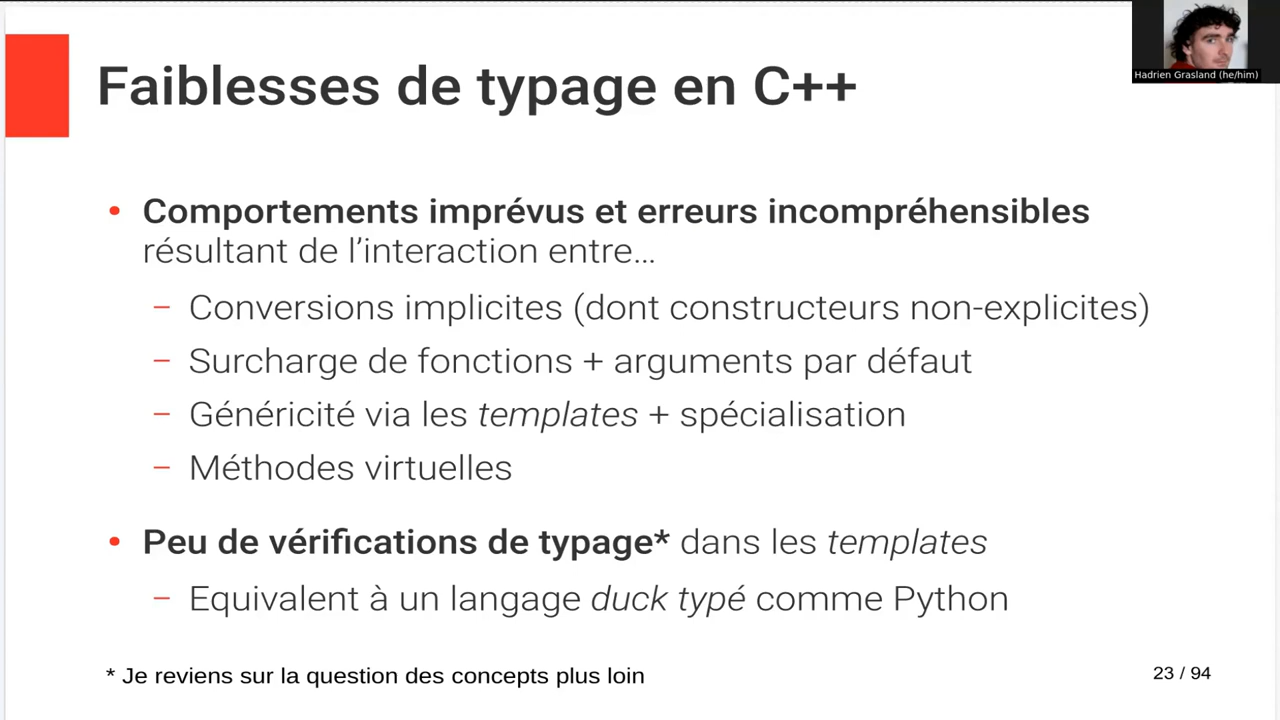 Hadrien Grasland (he/him)
Faiblesses de typage en C++
• Comportements imprévus et erreurs incompréhensibles
résultant de l’interaction entre…
– Conversions implicites (dont constructeurs non-explicites)
– Surcharge de fonctions + arguments par défaut
– Généricité via les templates + spécialisation
– Méthodes virtuelles
• Peu de vérifications de typage* dans les templates
– Equivalent à un langage duck typé comme Python
* Je reviens sur la question des concepts plus loin
23 / 94